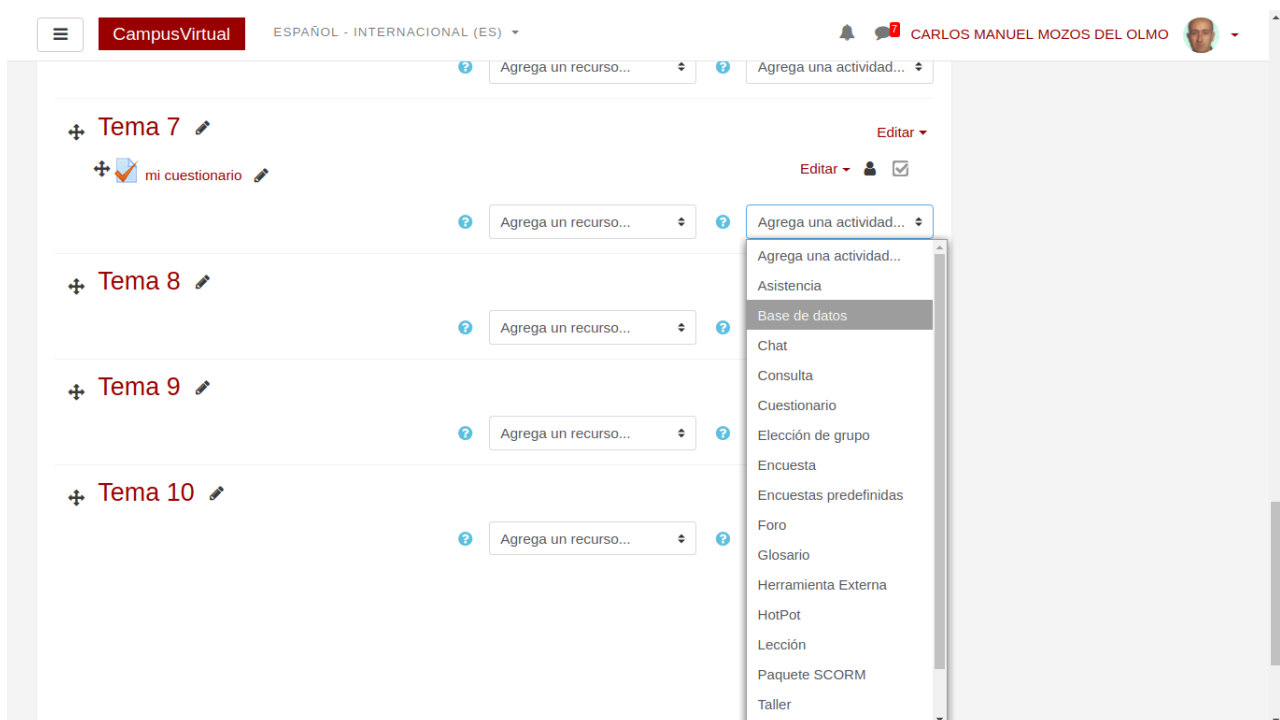 CampusVirtual ESPAÑOL - INTERNACIONAL (ES) 7 CARLOS MANUEL MOZOS DEL OLMO
Agrega un recurso... Agrega una actividad...
Tema 7 Editar
mi cuestionario Editar
Agrega un recurso... Agrega una actividad...
Agrega una actividad...
Asistencia
Base de datos
Chat
Consulta
Cuestionario
Elección de grupo
Encuesta
Encuestas predefinidas
Foro
Glosario
Herramienta Externa
HotPot
Lección
Paquete SCORM
Taller
Tema 8
Agrega un recurso...
Tema 9
Agrega un recurso...
Tema 10
Agrega un recurso...